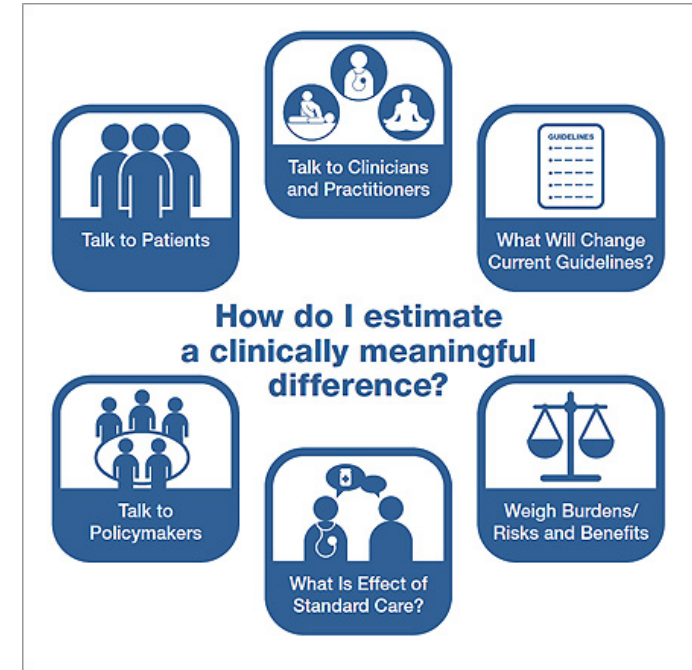 Talk to Clinicians
and Practitioners
Talk to Patients
GUIDELINES
What Will Change
Current Guidelines?
How do I estimate
a clinically meaningful
difference?
Talk to
Policymakers
What Is Effect of
Standard Care?
Weigh Burdens/
Risks and Benefits